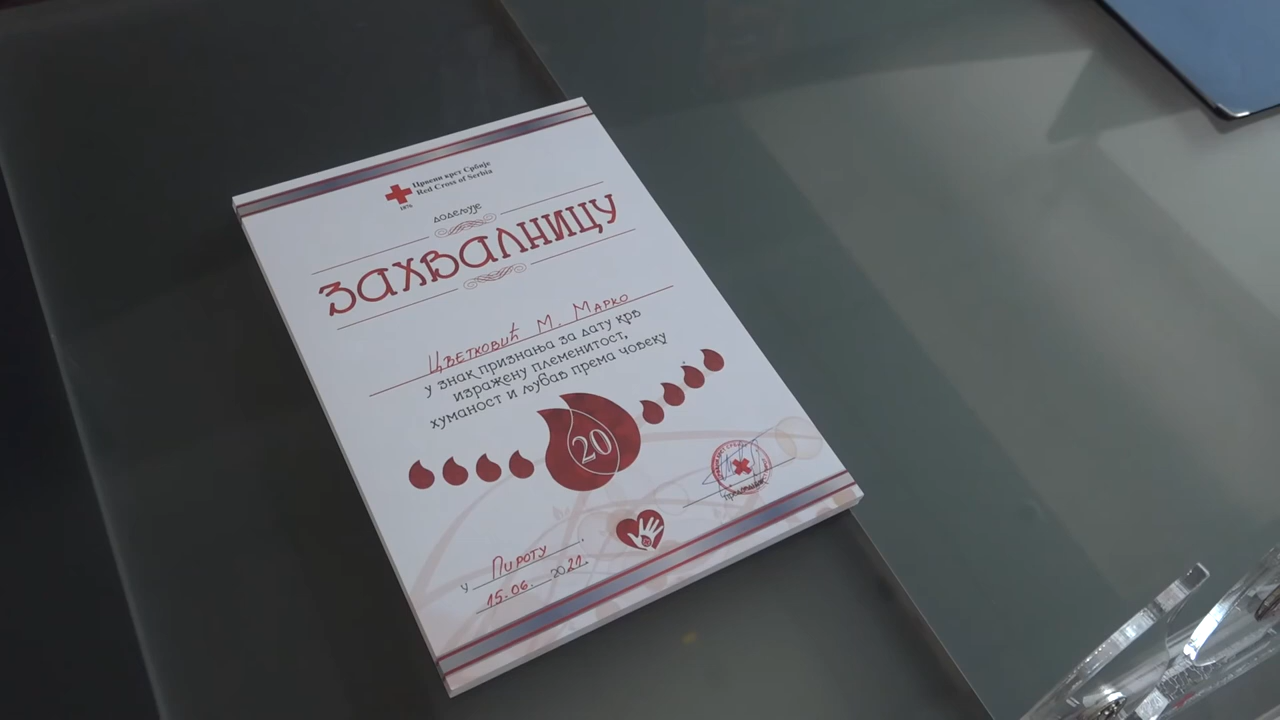 Црвени крст Србије
Red Cross of Serbia
1876
додељује
ЗАХВАЛНИЦУ
Цветковић М. Марко
у знак признања за дату крв
изражену племенитост,
хуманост и љубав према човеку
20
у Пироту.
15.06. 2021.